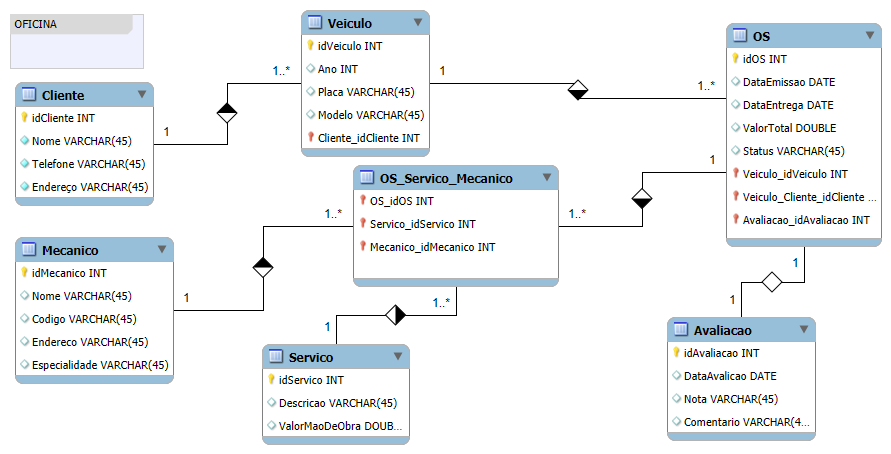 OFICINA
Cliente
idCliente INT
Nome VARCHAR(45)
Telefone VARCHAR(45)
Endereço VARCHAR(45)
1
1..*
Veiculo
idVeiculo INT
Ano INT
Placa VARCHAR(45)
Modelo VARCHAR(45)
Cliente_idCliente INT
1
1..*
OS
idOS INT
DataEmissao DATE
DataEntrega DATE
ValorTotal DOUBLE
Status VARCHAR(45)
Veiculo_idVeiculo INT
Veiculo_Cliente_idCliente ...
Avaliacao_idAvaliacao INT
OS_Servico_Mecanico
OS_idOS INT
Servico_idServico INT
Mecanico_idMecanico INT
1..*
1
1..*
1..*
Mecanico
idMecanico INT
Nome VARCHAR(45)
Codigo VARCHAR(45)
Endereco VARCHAR(45)
Especialidade VARCHAR(45)
1
1
Servico
idServico INT
Descricao VARCHAR(45)
ValorMaoDeObra DOUB...
1
1
Avaliacao
idAvaliacao INT
DataAvalicao DATE
Nota VARCHAR(45)
Comentario VARCHAR(4...